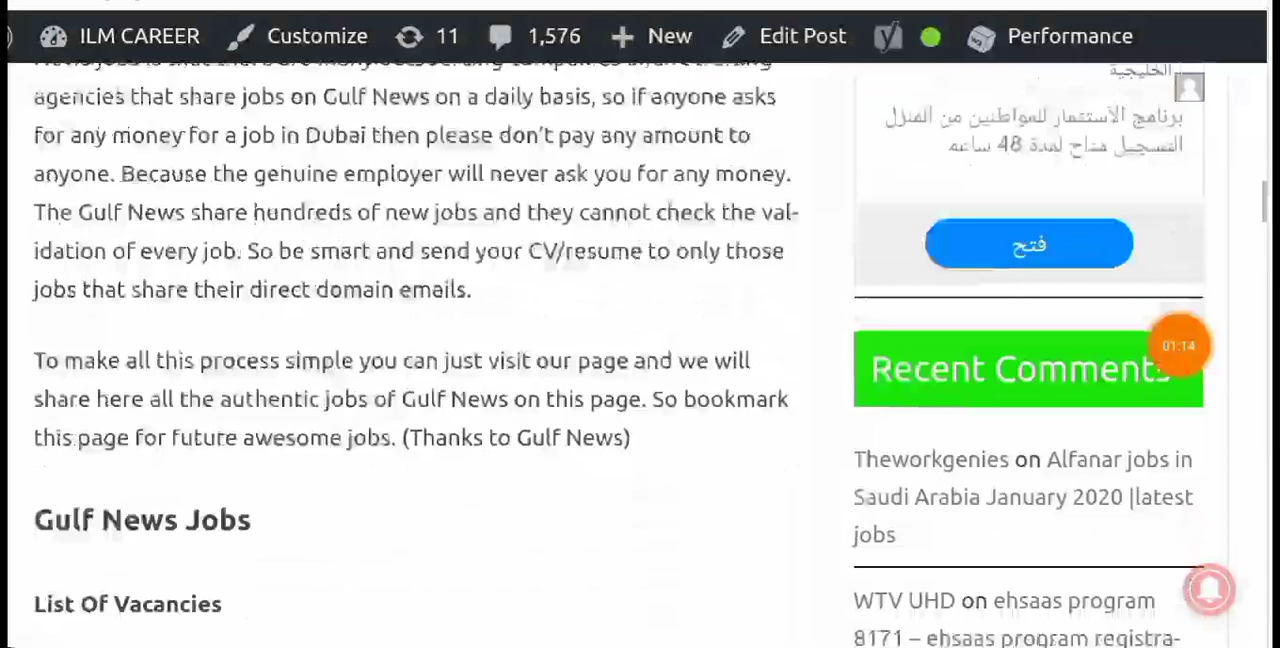 ILM CAREER Customize 11 1,576 New Edit Post Performance
agencies that share jobs on Gulf News on a daily basis, so if anyone asks
for any money for a job in Dubai then please don't pay any amount to
anyone. Because the genuine employer will never ask you for any money.
The Gulf News share hundreds of new jobs and they cannot check the val-
idation of every job. So be smart and send your CV/resume to only those
jobs that share their direct domain emails.
To make all this process simple you can just visit our page and we will
share here all the authentic jobs of Gulf News on this page. So bookmark
this page for future awesome jobs. (Thanks to Gulf News)
Gulf News Jobs
List Of Vacancies
الخليجية
برنامج الاستثمار للمواطنين من المنزل
التسجيل متاح لمدة 48 ساعه
فتح
01:14
Recent Comments
Theworkgenies on Alfanar jobs in
Saudi Arabia January 2020 |latest
jobs
WTV UHD on ehsaas program
8171 – ehsaas program registra-